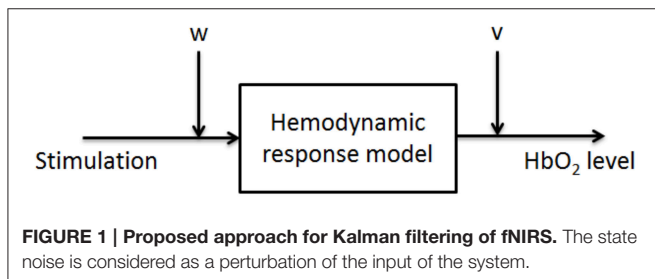 w
v
Hemodynamic
response model
Stimulation
HbO₂ level
FIGURE 1 | Proposed approach for Kalman filtering of fNIRS. The state
noise is considered as a perturbation of the input of the system.